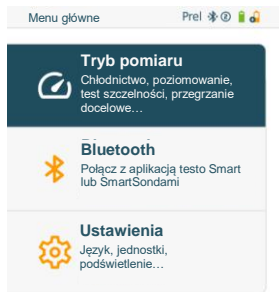 Menu główne Prel
Tryb pomiaru
Chłodnictwo, poziomowanie,
test szczelności, przegrzanie
docelowe...
Bluetooth
Połącz z aplikacją testo Smart
lub SmartSondami
Ustawienia
Język, jednostki,
podświetlenie...